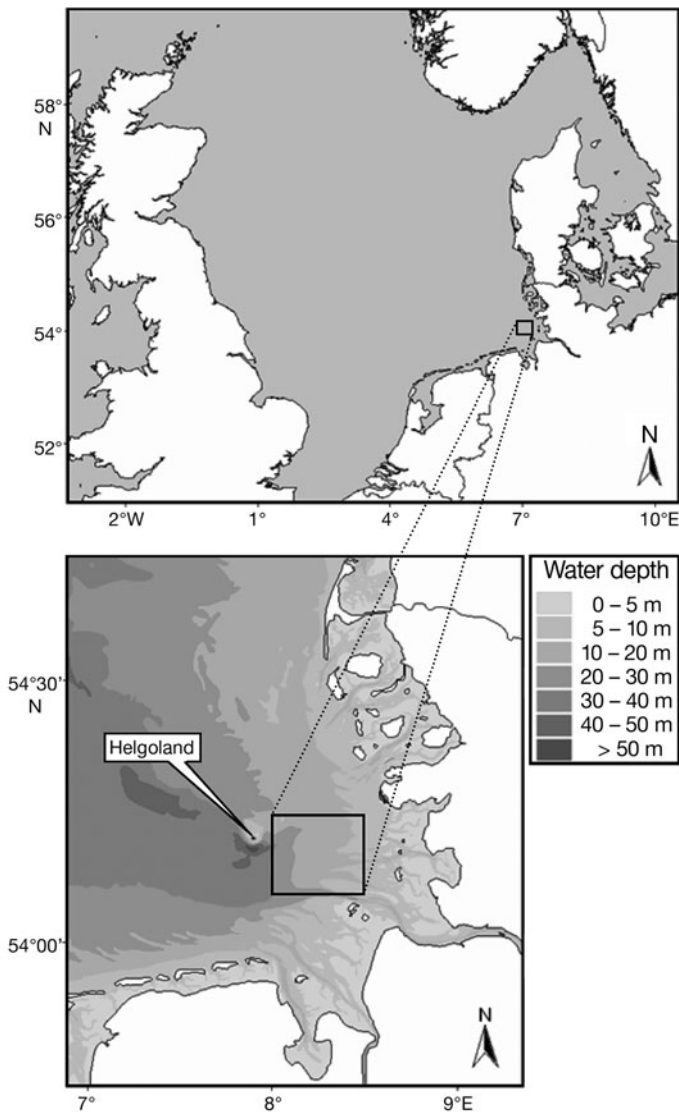 58°
N
56°
54°
52°
N
2°W 1° 4° 7° 10°E
Water depth
0 – 5 m
5 – 10 m
10 – 20 m
20 – 30 m
30 – 40 m
40 – 50 m
> 50 m
54°30'
N
Helgoland
54°00'
N
7° 8° 9°E